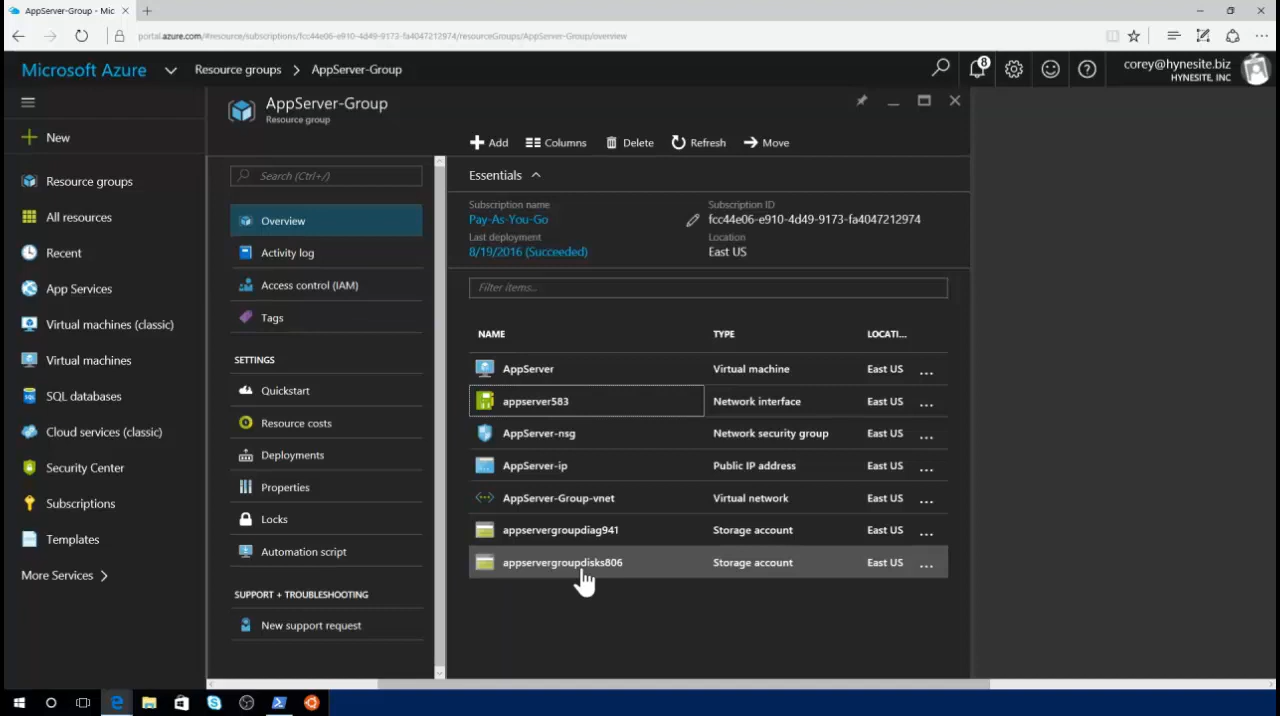 AppServer-Group - Mic
portal.azure.com/#resource/subscriptions/fcc44e06-e910-4d49-9173-fa4047212974/resourceGroups/AppServer-Group/overview
Microsoft Azure
Resource groups > AppServer-Group
8
corey@hynesite.biz
HYNESITE, INC
New
Resource groups
All resources
Recent
App Services
Virtual machines (classic)
Virtual machines
SQL databases
Cloud services (classic)
Security Center
Subscriptions
Templates
More Services >
AppServer-Group
Resource group
Search (Ctrl+/)
Overview
Activity log
Access control (IAM)
Tags
SETTINGS
Quickstart
Resource costs
Deployments
Properties
Locks
Automation script
SUPPORT + TROUBLESHOOTING
New support request
Add Columns Delete Refresh Move
Essentials
Subscription name
Pay-As-You-Go
Last deployment
8/19/2016 (Succeeded)
Subscription ID
fcc44e06-e910-4d49-9173-fa4047212974
Location
East US
Filter items...
NAME TYPE LOCATI...
AppServer Virtual machine East US ...
appserver583 Network interface East US ...
AppServer-nsg Network security group East US ...
AppServer-ip Public IP address East US ...
AppServer-Group-vnet Virtual network East US ...
appservergroupdiag941 Storage account East US ...
appservergroupdisks806 Storage account East US ...